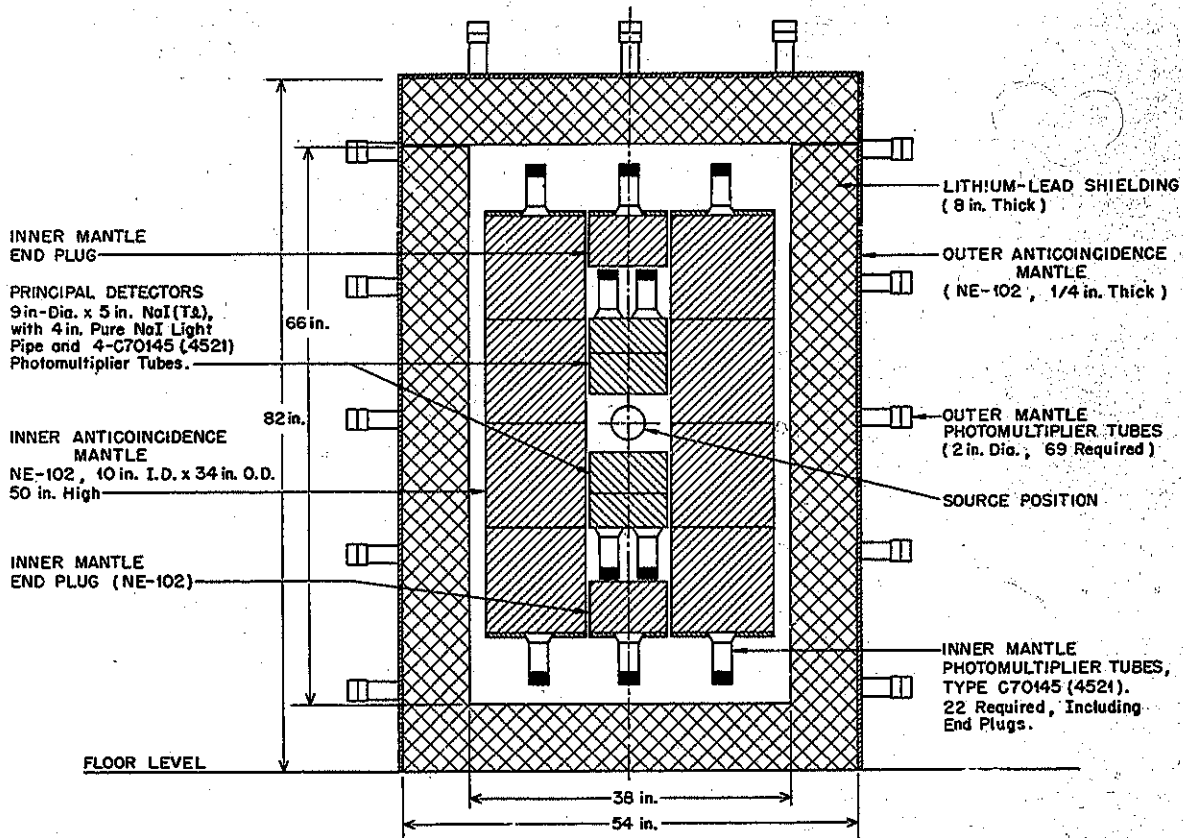 INNER MANTLE
END PLUG
PRINCIPAL DETECTORS
9in-Dia. x 5 in. NaI(Tℓ),
with 4 in. Pure NaI Light
Pipe and 4-C70145 (4521)
Photomultiplier Tubes.
INNER ANTICOINCIDENCE
MANTLE
NE-102, 10 in. I.D. x 34 in. O.D.
50 in. High
INNER MANTLE
END PLUG (NE-102)
FLOOR LEVEL
66 in.
82 in.
38 in.
54 in.
LITHIUM-LEAD SHIELDING
(8 in. Thick)
OUTER ANTICOINCIDENCE
MANTLE
(NE-102, 1/4 in. Thick)
OUTER MANTLE
PHOTOMULTIPLIER TUBES
(2 in. Dia., 69 Required)
SOURCE POSITION
INNER MANTLE
PHOTOMULTIPLIER TUBES,
TYPE C70145 (4521).
22 Required, Including
End Plugs.